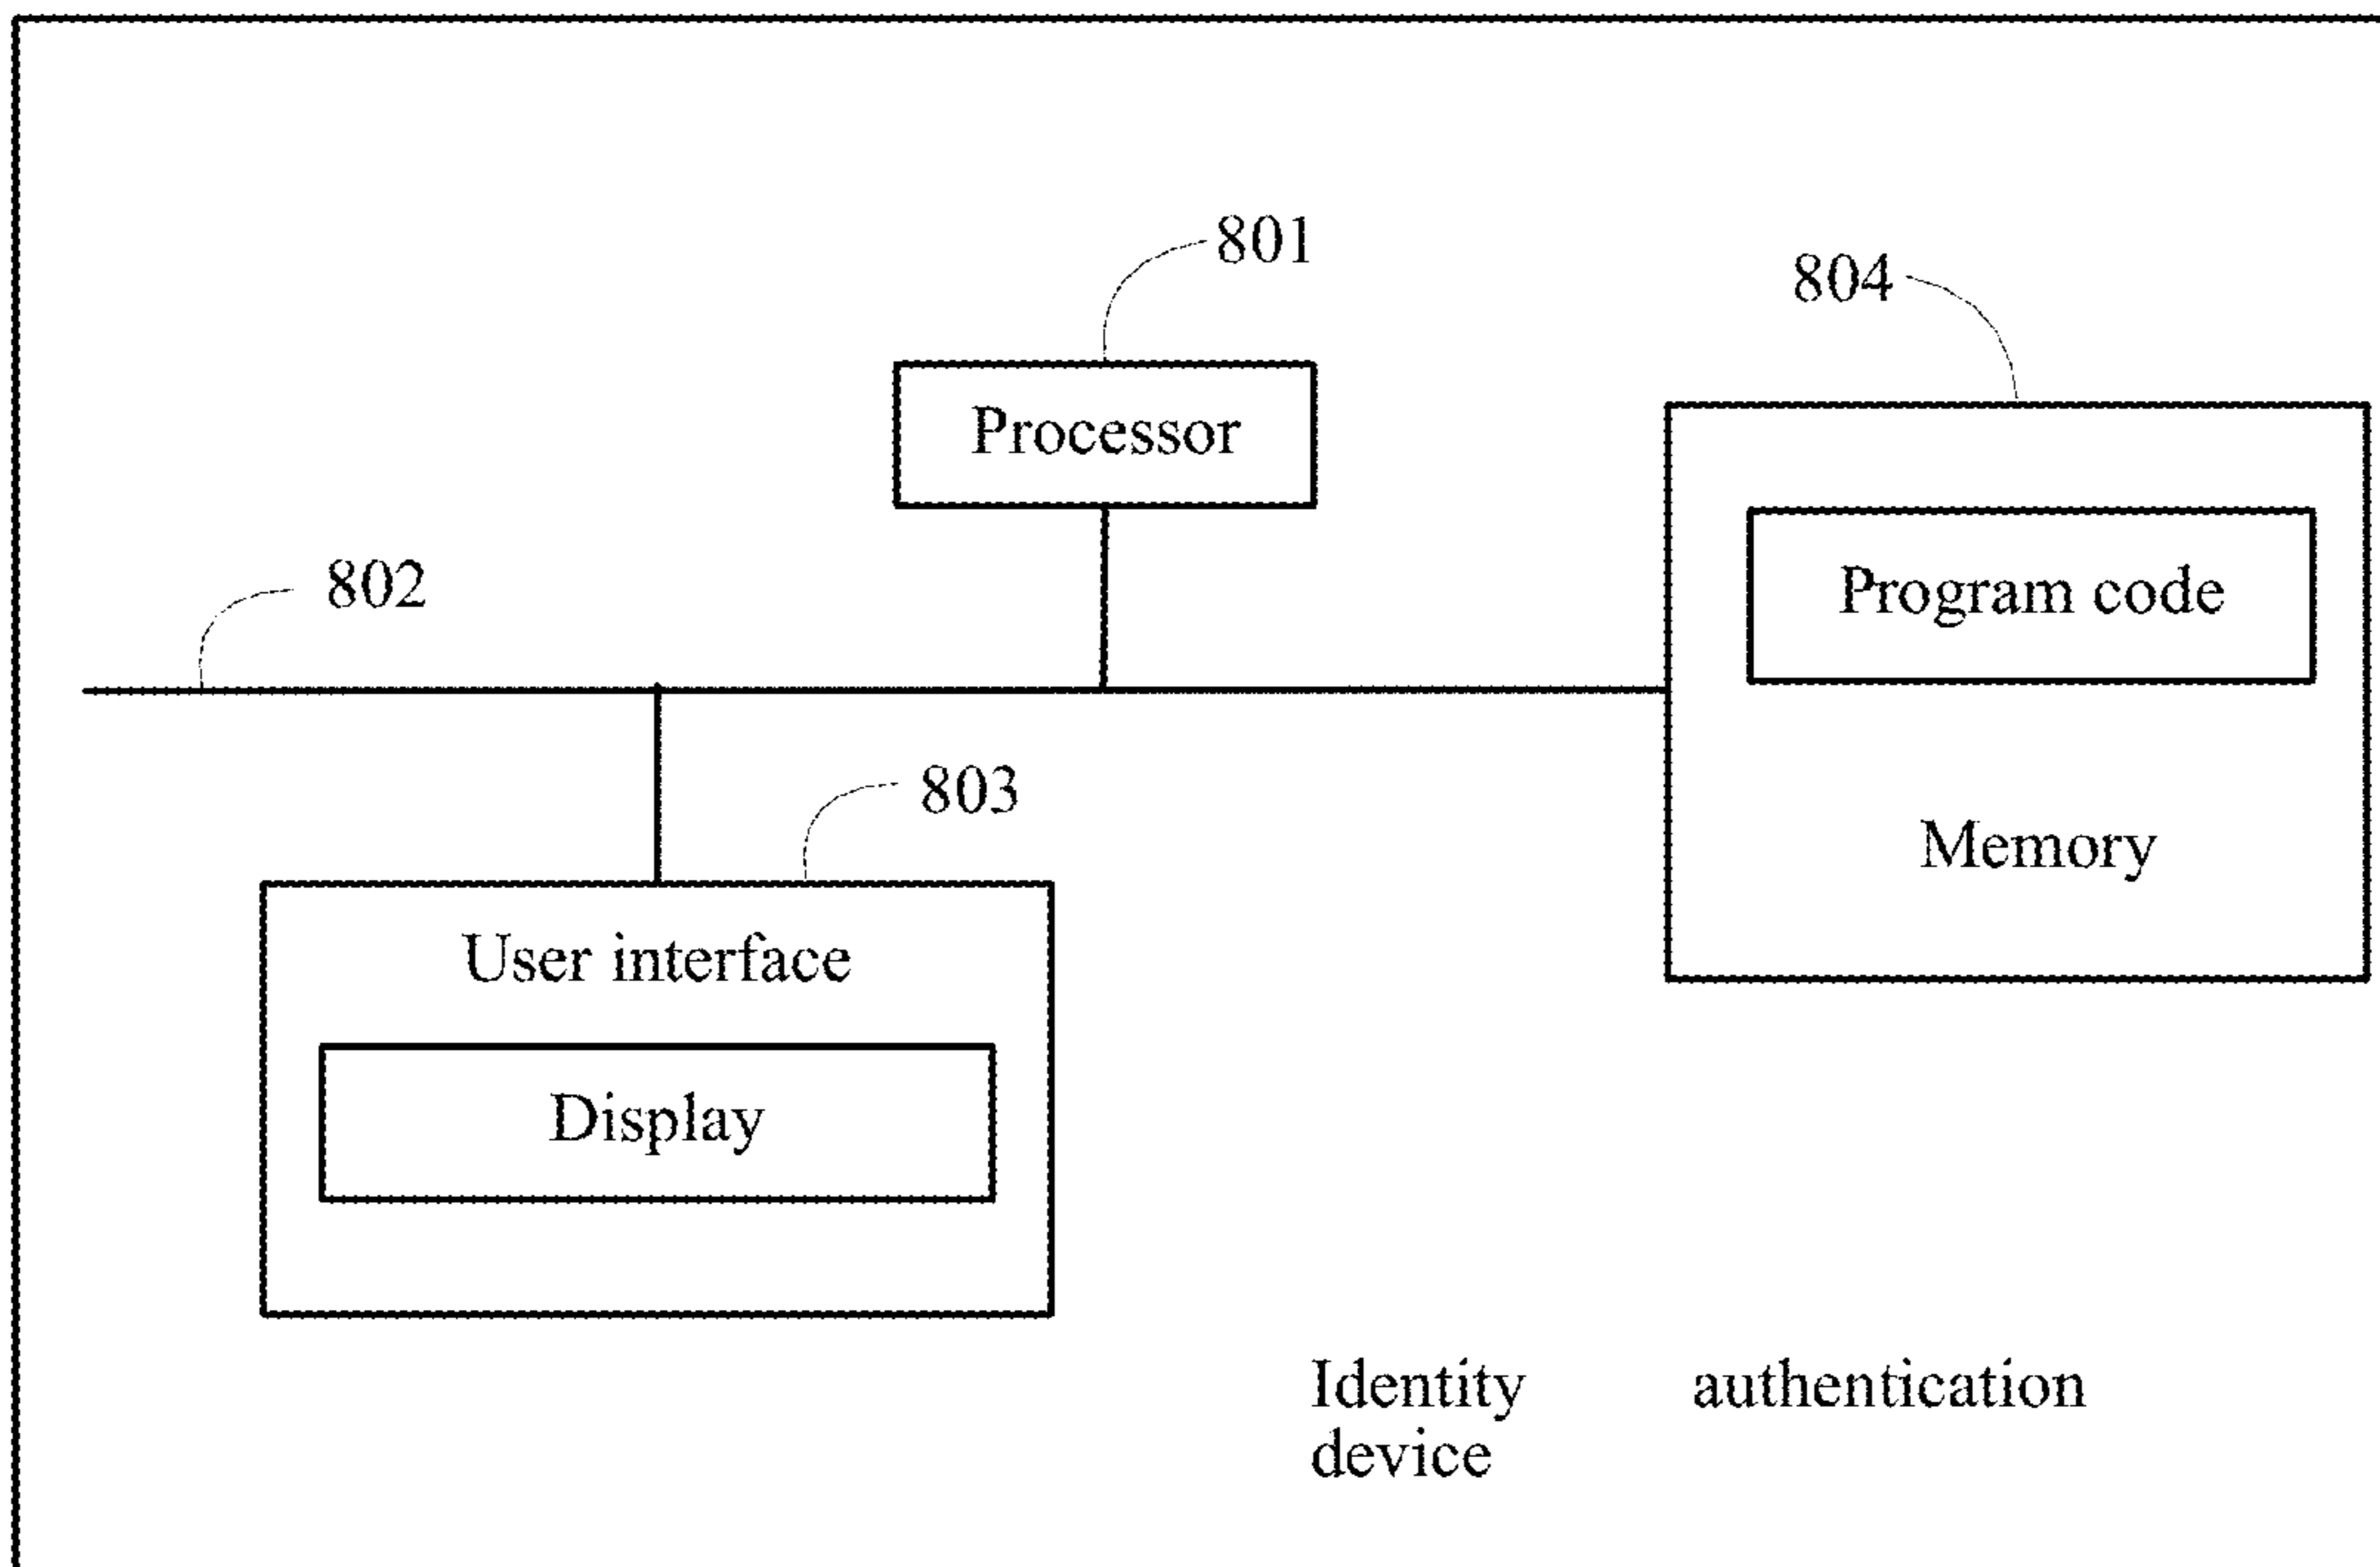 801
804
Processor
802
Program code
803
Memory
User interface
Display
Identity authentication
device